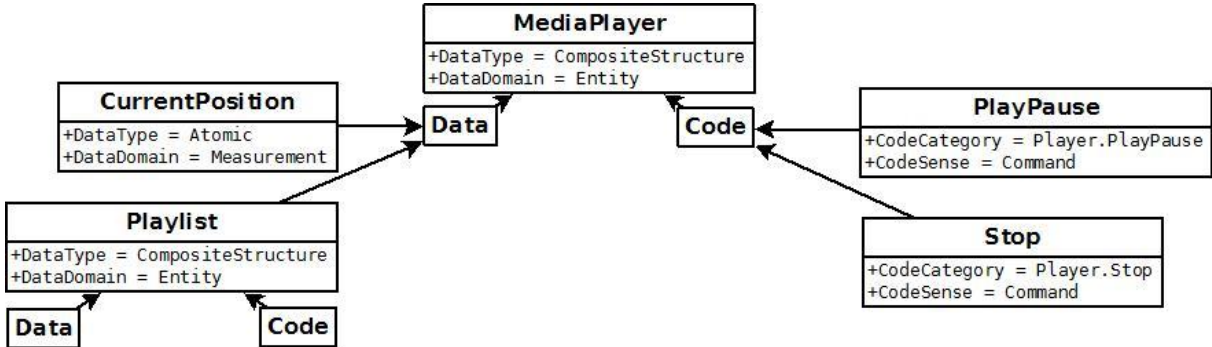 MediaPlayer
+DataType = CompositeStructure
+DataDomain = Entity
CurrentPosition
+DataType = Atomic
+DataDomain = Measurement
Data
Code
PlayPause
+CodeCategory = Player.PlayPause
+CodeSense = Command
Playlist
+DataType = CompositeStructure
+DataDomain = Entity
Data
Code
Stop
+CodeCategory = Player.Stop
+CodeSense = Command